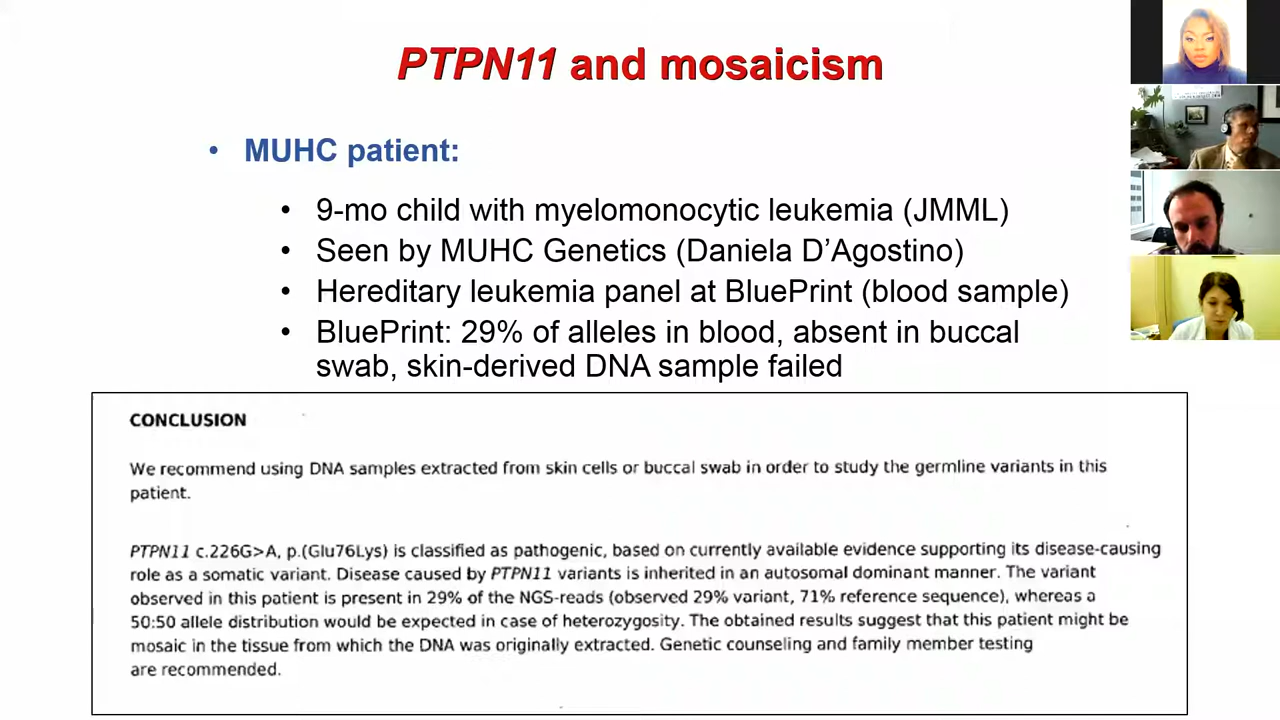 PTPN11 and mosaicism
• MUHC patient:
• 9-mo child with myelomonocytic leukemia (JMML)
• Seen by MUHC Genetics (Daniela D’Agostino)
• Hereditary leukemia panel at BluePrint (blood sample)
• BluePrint: 29% of alleles in blood, absent in buccal
swab, skin-derived DNA sample failed
CONCLUSION
We recommend using DNA samples extracted from skin cells or buccal swab in order to study the germline variants in this
patient.
PTPN11 c.226G>A, p.(Glu76Lys) is classified as pathogenic, based on currently available evidence supporting its disease-causing
role as a somatic variant. Disease caused by PTPN11 variants is inherited in an autosomal dominant manner. The variant
observed in this patient is present in 29% of the NGS-reads (observed 29% variant, 71% reference sequence), whereas a
50:50 allele distribution would be expected in case of heterozygosity. The obtained results suggest that this patient might be
mosaic in the tissue from which the DNA was originally extracted. Genetic counseling and family member testing
are recommended.